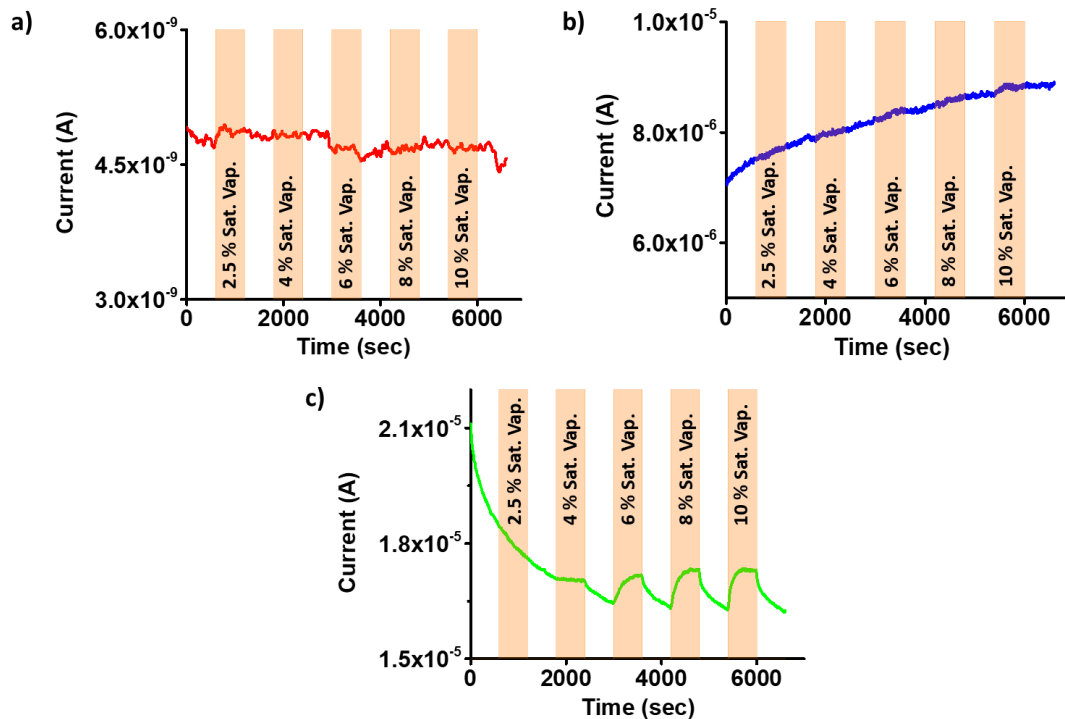 a)
6.0x10⁻⁹
4.5x10⁻⁹
3.0x10⁻⁹
Current (A)
2.5 % Sat. Vap.
4 % Sat. Vap.
6 % Sat. Vap.
8 % Sat. Vap.
10 % Sat. Vap.
0 2000 4000 6000
Time (sec)
b)
1.0x10⁻⁵
8.0x10⁻⁶
6.0x10⁻⁶
Current (A)
2.5 % Sat. Vap.
4 % Sat. Vap.
6 % Sat. Vap.
8 % Sat. Vap.
10 % Sat. Vap.
0 2000 4000 6000
Time (sec)
c)
2.1x10⁻⁵
1.8x10⁻⁵
1.5x10⁻⁵
Current (A)
2.5 % Sat. Vap.
4 % Sat. Vap.
6 % Sat. Vap.
8 % Sat. Vap.
10 % Sat. Vap.
0 2000 4000 6000
Time (sec)